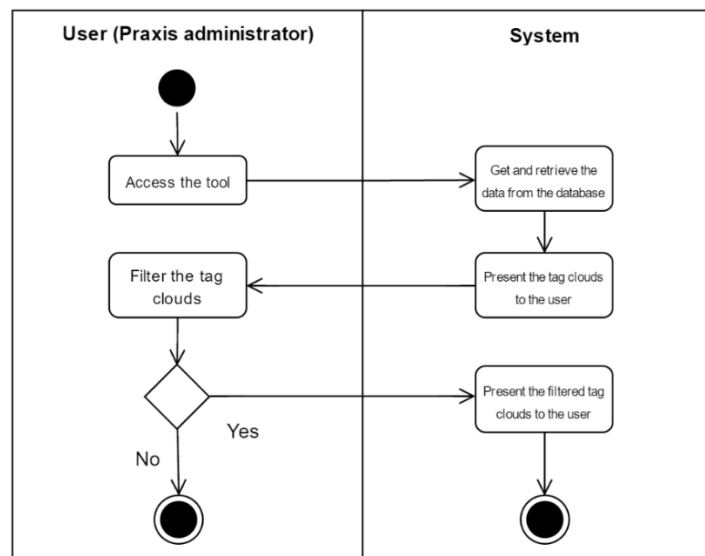 User (Praxis administrator)
System
Access the tool
Get and retrieve the
data from the database
Filter the tag
clouds
Present the tag clouds
to the user
Present the filtered tag
clouds to the user
Yes
No